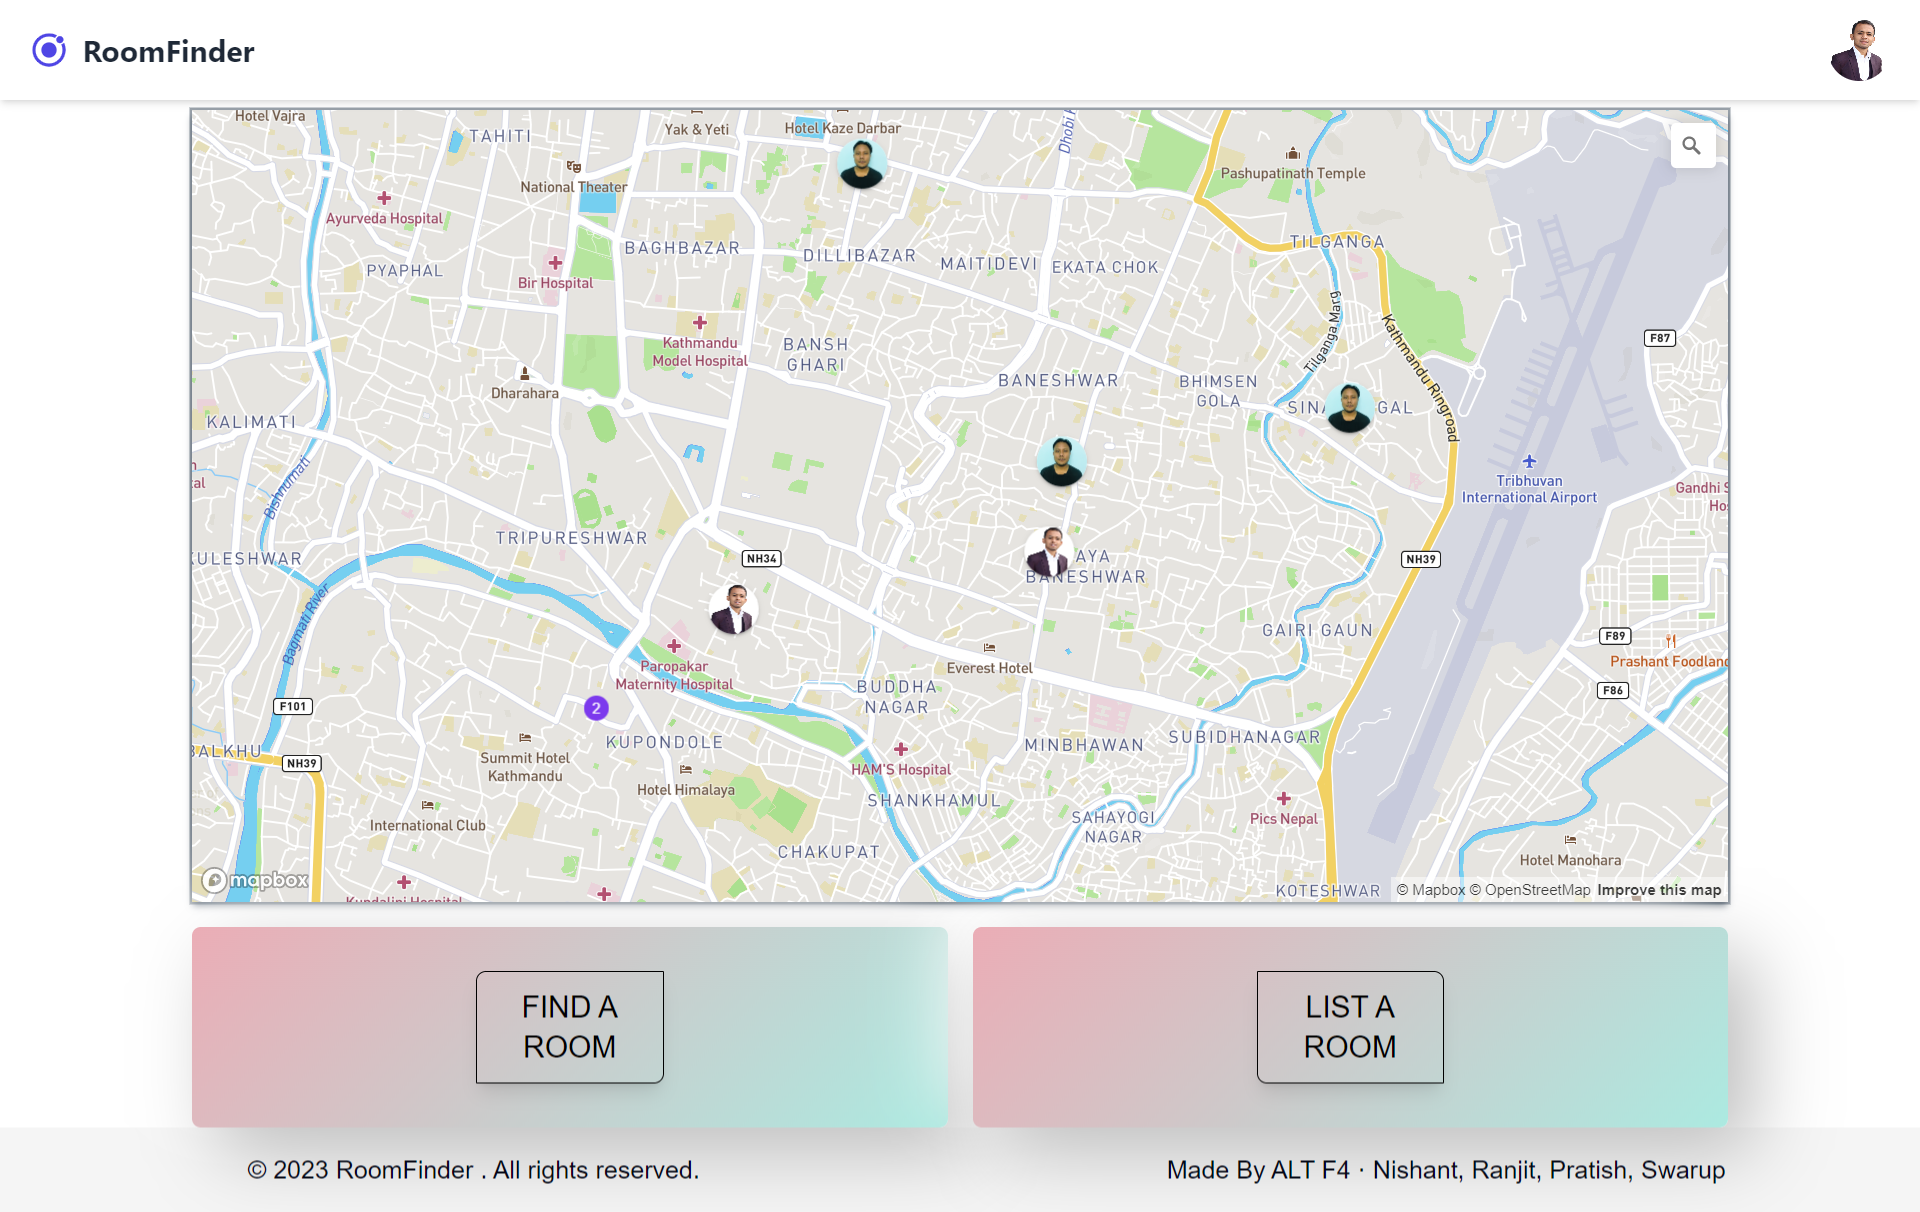 RoomFinder
Hotel Vajra
TAHITI
Yak & Yeti
Hotel Kaze Darbar
Dhobi
National Theater
Pashupatinath Temple
Ayurveda Hospital
BAGHBAZAR
DILLIBAZAR
MAITIDEVI
EKATA CHOK
TILGANGA
PYAPHAL
Bir Hospital
Tilganga Marg
Kathmandu Ringroad
F87
Kathmandu
Model Hospital
BANSH
GHARI
BANESHWAR
BHIMSEN
GOLA
Dharahara
KALIMATI
SINA
GAL
Bishnumati
al
Tribhuvan
International Airport
Gandhi S
Hos
TRIPURESHWAR
NH34
NH39
ULESHWAR
AYA
BANESHWAR
Bagmati River
GAIRI GAUN
F89
Prashant Foodland
Everest Hotel
Paropakar
Maternity Hospital
BUDDHA
NAGAR
F86
F101
2
KUPONDOLE
MINBHAWAN
SUBIDHANAGAR
BALKHU
NH39
Summit Hotel
Kathmandu
HAM'S Hospital
Hotel Himalaya
SHANKHAMUL
Pics Nepal
International Club
SAHAYOGI
NAGAR
CHAKUPAT
Hotel Manohara
mapbox
Kundalini Hospital
KOTESHWAR
© Mapbox © OpenStreetMap Improve this map
FIND A
ROOM
LIST A
ROOM
© 2023 RoomFinder . All rights reserved.
Made By ALT F4 · Nishant, Ranjit, Pratish, Swarup